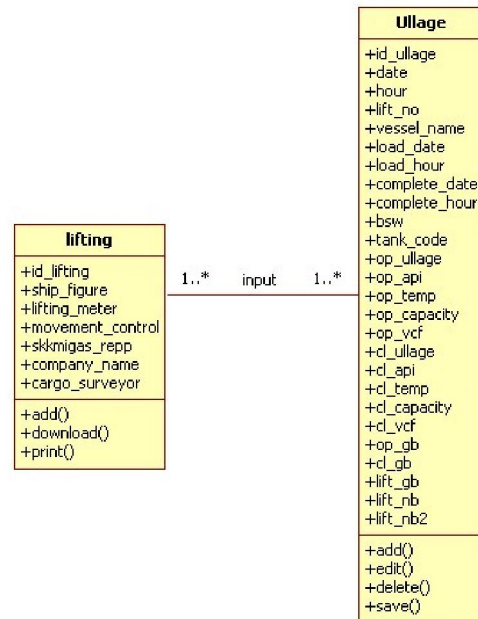 lifting
+id_lifting
+ship_figure
+lifting_meter
+movement_control
+skkmigas_repp
+company_name
+cargo_surveyor
+add()
+download()
+print()
1..* input 1..*
Ullage
+id_ullage
+date
+hour
+lift_no
+vessel_name
+load_date
+load_hour
+complete_date
+complete_hour
+bsw
+tank_code
+op_ullage
+op_api
+op_temp
+op_capacity
+op_vcf
+cl_ullage
+cl_api
+cl_temp
+cl_capacity
+cl_vcf
+op_gb
+cl_gb
+lift_gb
+lift_nb
+lift_nb2
+add()
+edit()
+delete()
+save()